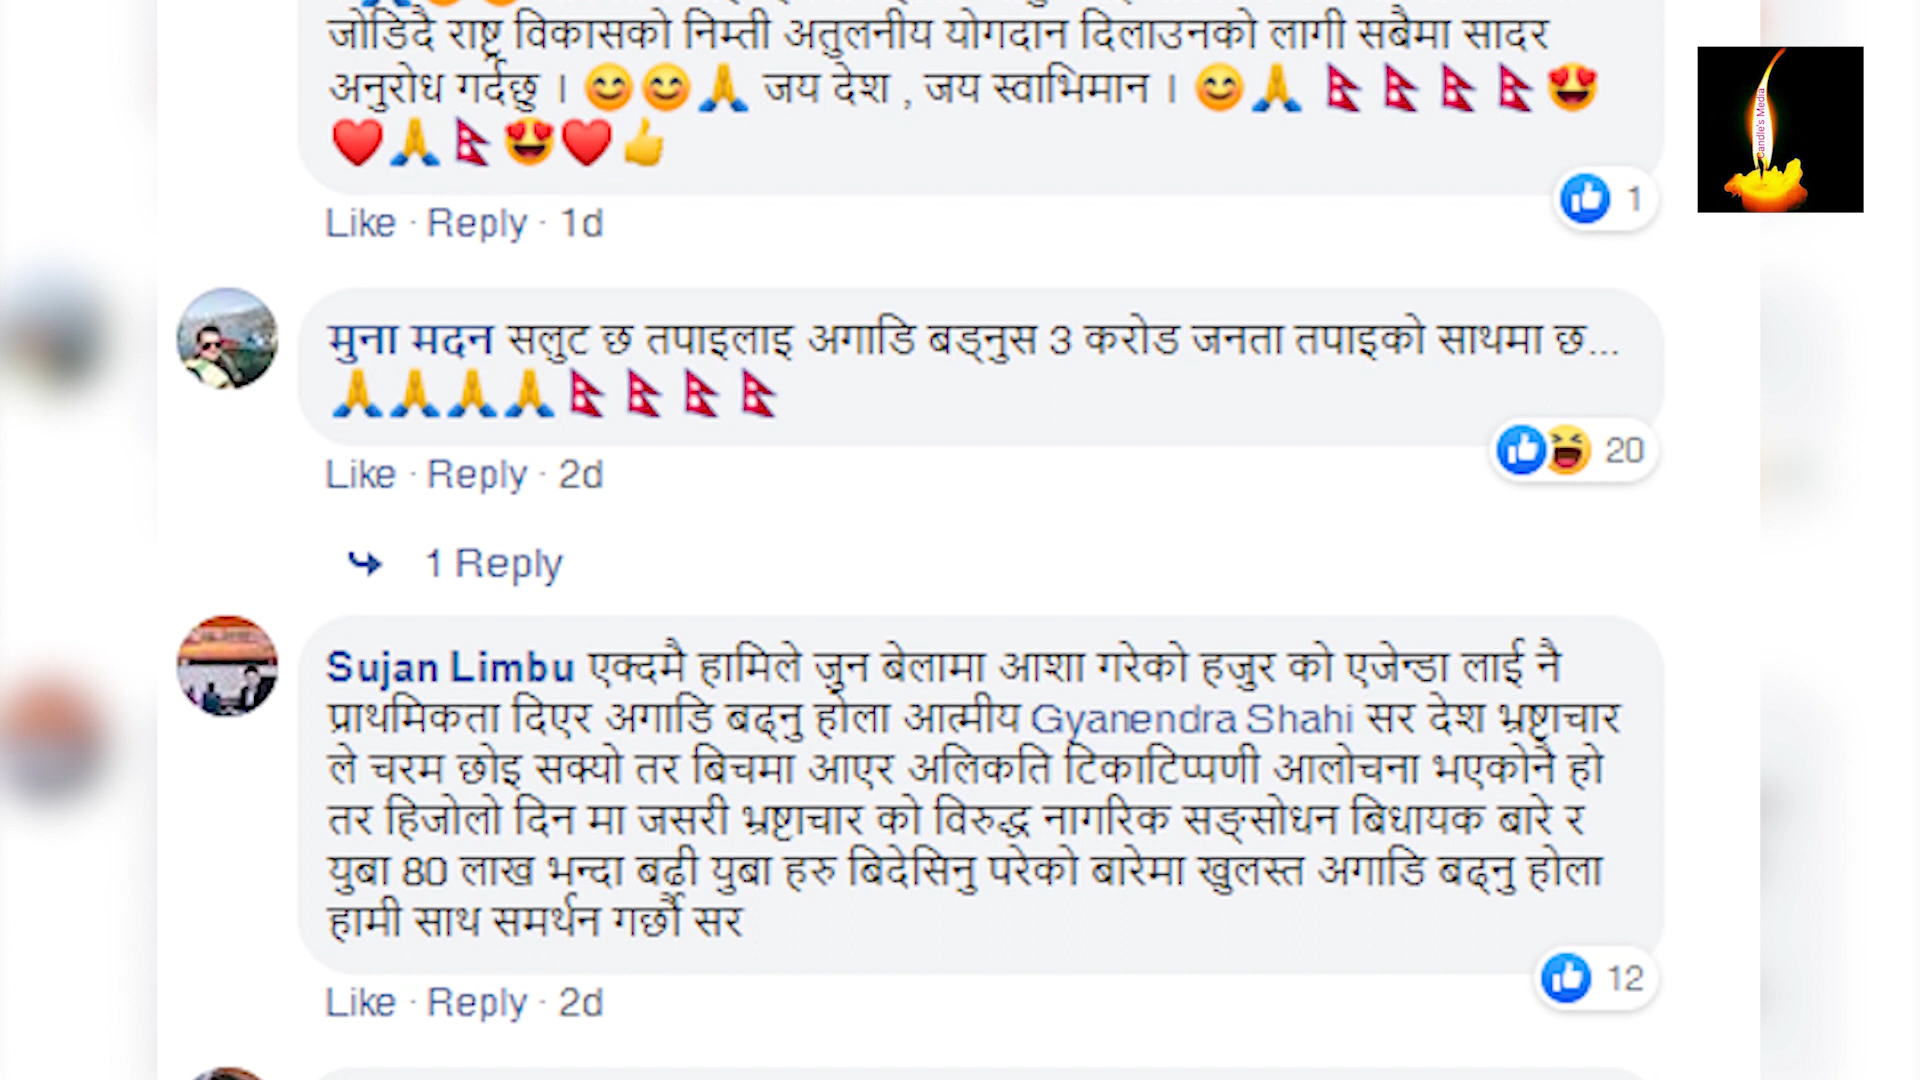 जोडिदै राष्ट्र विकासको निम्ती अतुलनीय योगदान दिलाउनको लागी सबैमा सादर
अनुरोध गर्दछु । 😊😊🙏 जय देश , जय स्वाभिमान । 😊🙏🇳🇵🇳🇵🇳🇵🇳🇵😍
❤️🙏🇳🇵😍❤️👍
1
Like · Reply · 1d
Candle's Media
मुना मदन सलुट छ तपाइलाइ अगाडि बड्नुस 3 करोड जनता तपाइको साथमा छ...
🙏🙏🙏🙏🇳🇵🇳🇵🇳🇵🇳🇵
20
Like · Reply · 2d
1 Reply
Sujan Limbu एक्दमै हामिले जुन बेलामा आशा गरेको हजुर को एजेन्डा लाई नै
प्राथमिकता दिएर अगाडि बढ्नु होला आत्मीय Gyanendra Shahi सर देश भ्रष्टाचार
ले चरम छोइ सक्यो तर बिचमा आएर अलिकति टिकाटिप्पणी आलोचना भएकोनै हो
तर हिजोलो दिन मा जसरी भ्रष्टाचार को विरुद्ध नागरिक सङ्सोधन बिधायक बारे र
युबा 80 लाख भन्दा बढी युबा हरु बिदेसिनु परेको बारेमा खुलस्त अगाडि बढ्नु होला
हामी साथ समर्थन गर्छौं सर
12
Like · Reply · 2d